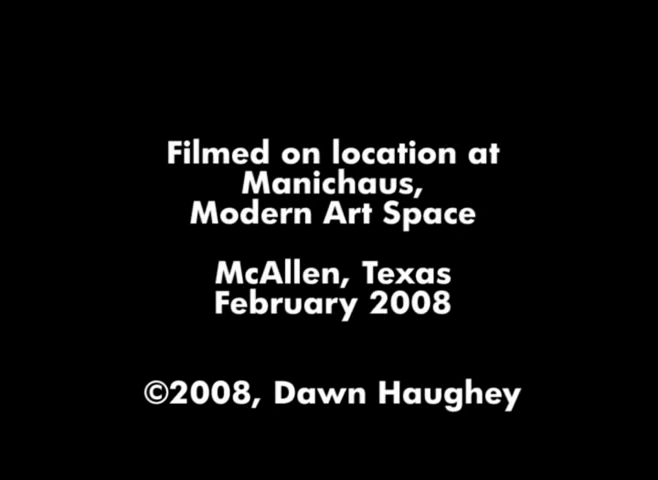 Filmed on location at
Manichaus,
Modern Art Space
McAllen, Texas
February 2008
©2008, Dawn Haughey